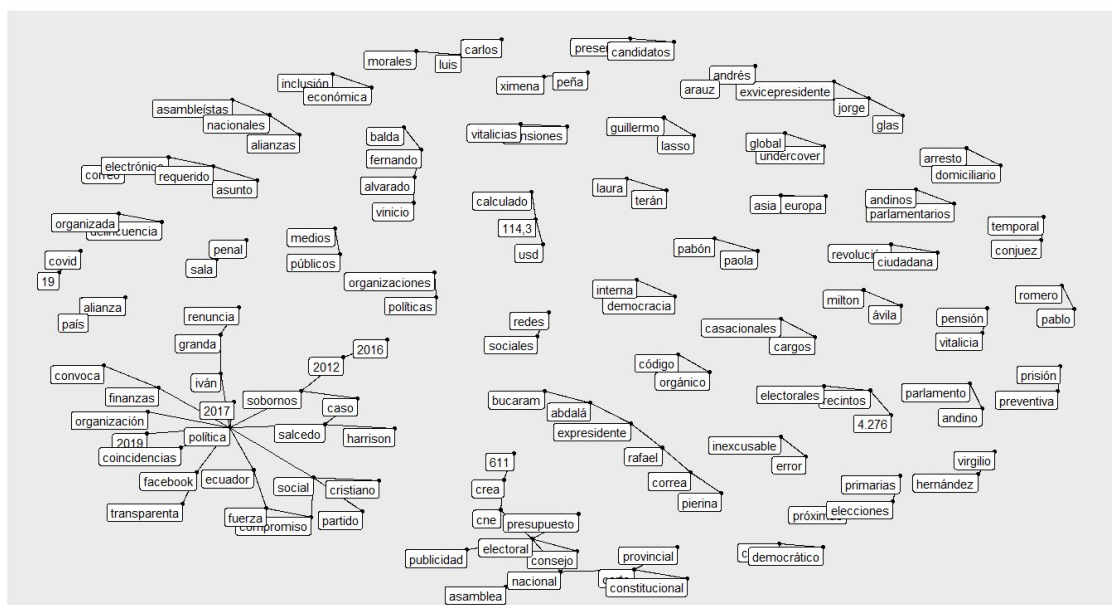 carlos
morales
luis
candidatos
ximena
peña
inclusión
económica
andrés
arauz
exvicepresidente
jorge
glas
asambleístas
nacionales
alianzas
balda
fernando
alvarado
vinicio
vitalicias
guillermo
lasso
global
undercover
arresto
domiciliario
requerido
asunto
laura
terán
asia
europa
andinos
parlamentarios
calculado
114,3
usd
organizada
medios
públicos
penal
sala
covid
19
pabón
paola
ciudadana
temporal
conjuez
organizaciones
políticas
interna
democracia
milton
ávila
romero
pablo
alianza
país
renuncia
granda
iván
2017
redes
sociales
casacionales
cargos
pensión
vitalicia
2016
2012
sobornos
caso
salcedo
harrison
convoca
finanzas
organización
2019
política
coincidencias
facebook
transparenta
ecuador
fuerza
social
cristiano
partido
código
orgánico
prisión
preventiva
bucaram
abdalá
expresidente
rafael
correa
pierina
electorales
recintos
4.276
parlamento
andino
inexcusable
error
virgilio
hernández
primarias
elecciones
611
crea
cne
presupuesto
electoral
publicidad
consejo
nacional
asamblea
provincial
constitucional
democrático